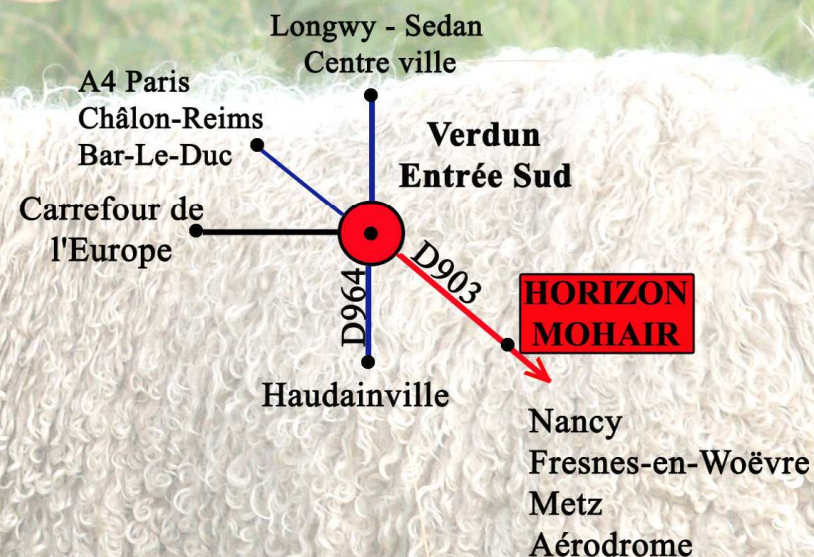 Longwy - Sedan
Centre ville
A4 Paris
Châlon-Reims
Bar-Le-Duc
Verdun
Entrée Sud
Carrefour de
l'Europe
D903
D964
HORIZON
MOHAIR
Haudainville
Nancy
Fresnes-en-Woëvre
Metz
Aérodrome